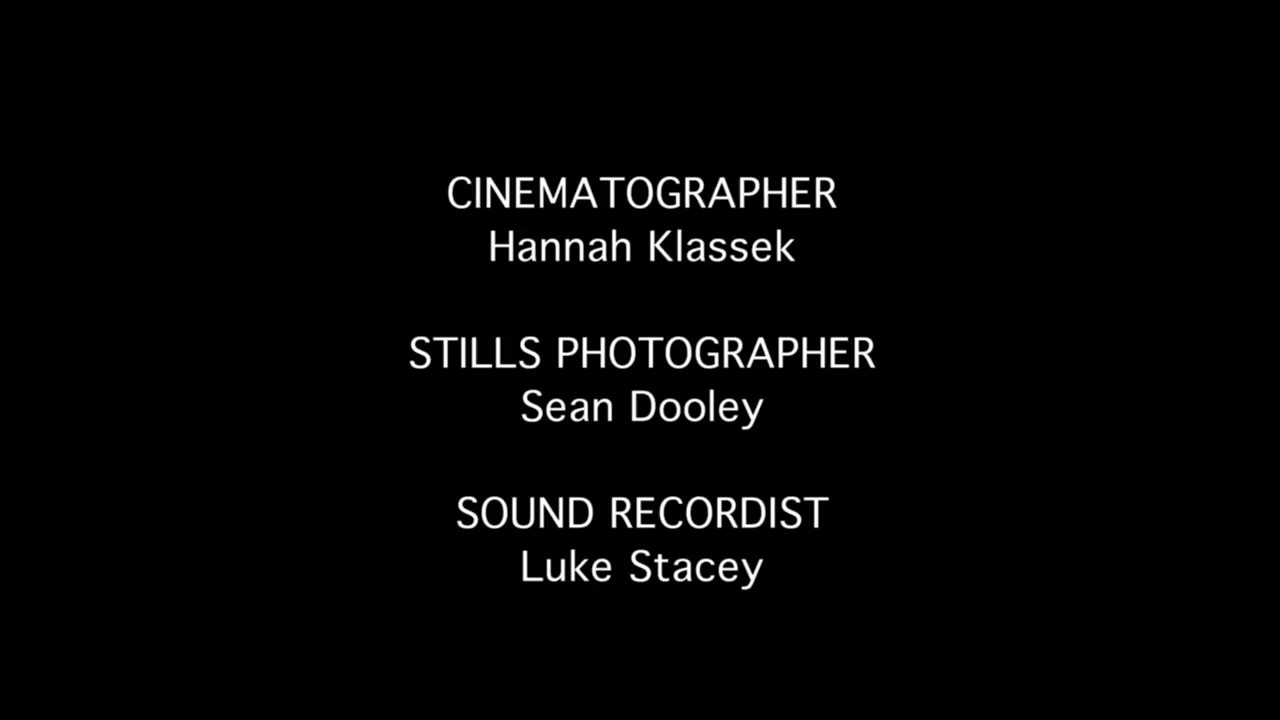 CINEMATOGRAPHER
Hannah Klassek
STILLS PHOTOGRAPHER
Sean Dooley
SOUND RECORDIST
Luke Stacey